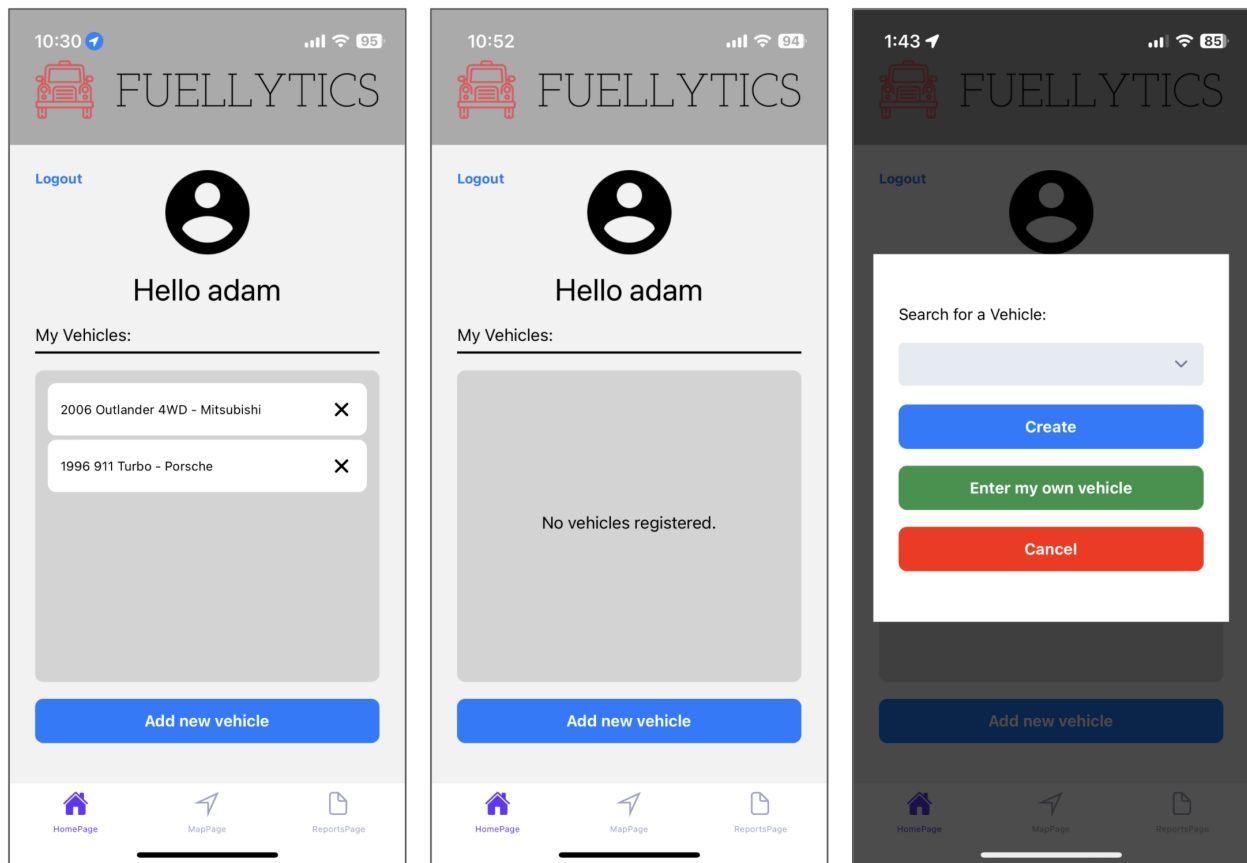 10:30
95
FUELLYTICS
Logout
Hello adam
My Vehicles:
2006 Outlander 4WD - Mitsubishi
1996 911 Turbo - Porsche
Add new vehicle
HomePage
MapPage
ReportsPage
10:52
94
FUELLYTICS
Logout
Hello adam
My Vehicles:
No vehicles registered.
Add new vehicle
HomePage
MapPage
ReportsPage
1:43
85
FUELLYTICS
Logout
Search for a Vehicle:
Create
Enter my own vehicle
Cancel
Add new vehicle
HomePage
MapPage
ReportsPage